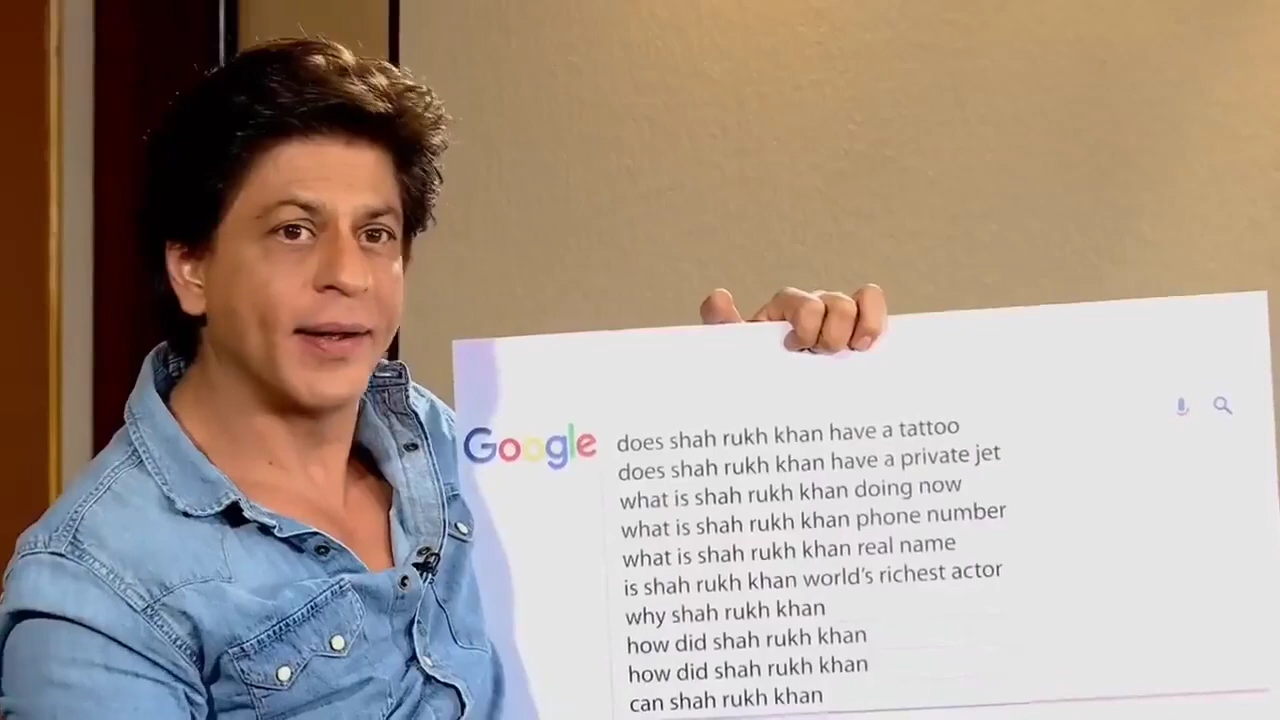 Google
does shah rukh khan have a tattoo
does shah rukh khan have a private jet
what is shah rukh khan doing now
what is shah rukh khan phone number
what is shah rukh khan real name
is shah rukh khan world's richest actor
why shah rukh khan
how did shah rukh khan
how did shah rukh khan
can shah rukh khan